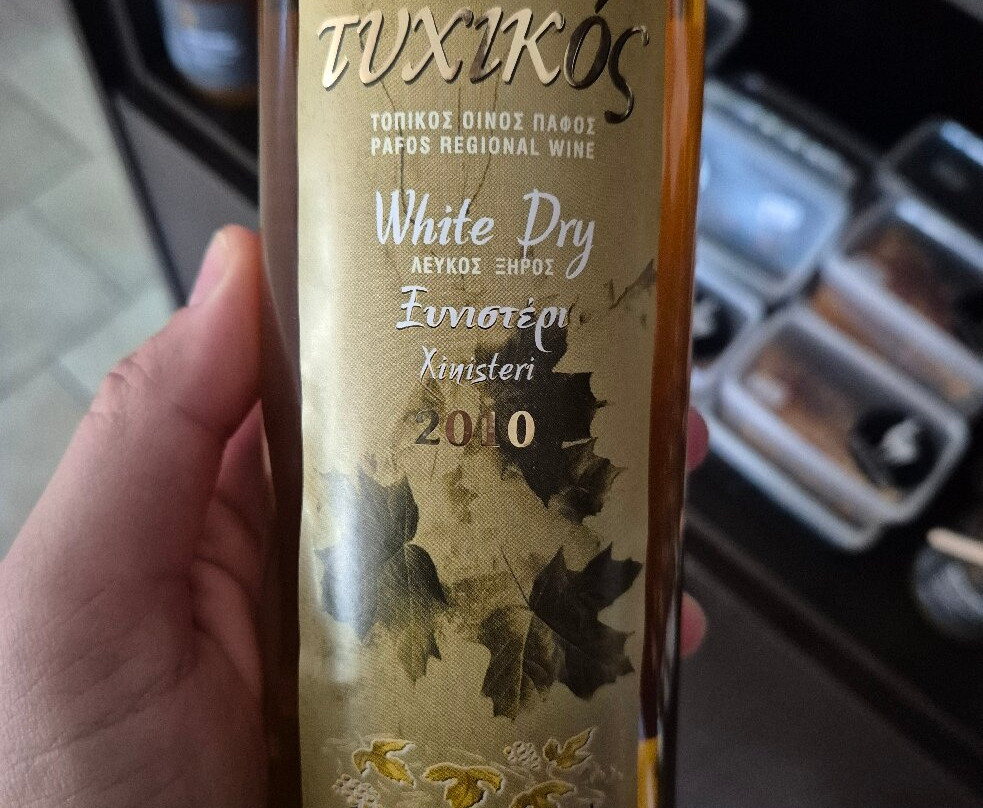 τυχικός
ΤΟΠΙΚΟΣ ΟΙΝΟΣ ΠΑΦΟΣ
PAFOS REGIONAL WINE
White Dry
ΛΕΥΚΟΣ ΞΗΡΟΣ
Ξυνιστέρι
Xinisteri
2010